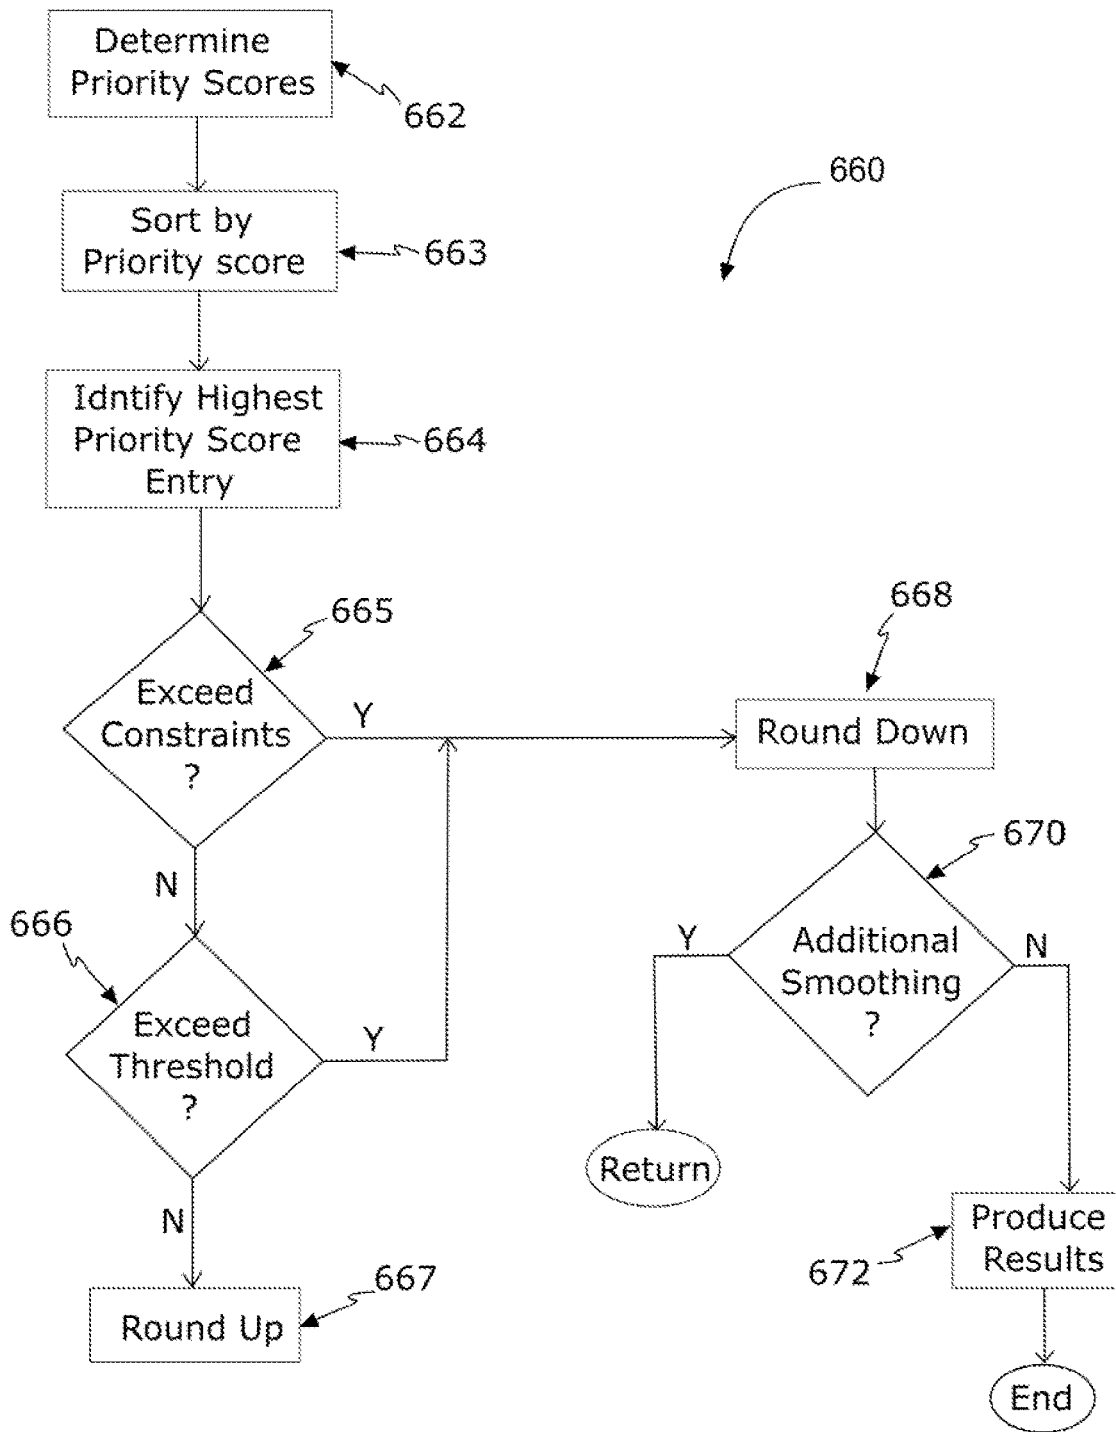 Determine
Priority Scores
662
660
Sort by
Priority score
663
Idntify Highest
Priority Score
Entry
664
665
Exceed
Constraints
?
Y
N
668
Round Down
670
Additional
Smoothing
?
Y
N
666
Exceed
Threshold
?
Y
N
Return
Produce
Results
672
667
Round Up
End